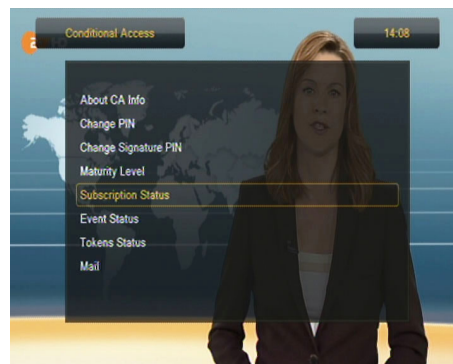 Conditional Access
14:08
About CA Info
Change PIN
Change Signature PIN
Maturity Level
Subscription Status
Event Status
Tokens Status
Mail